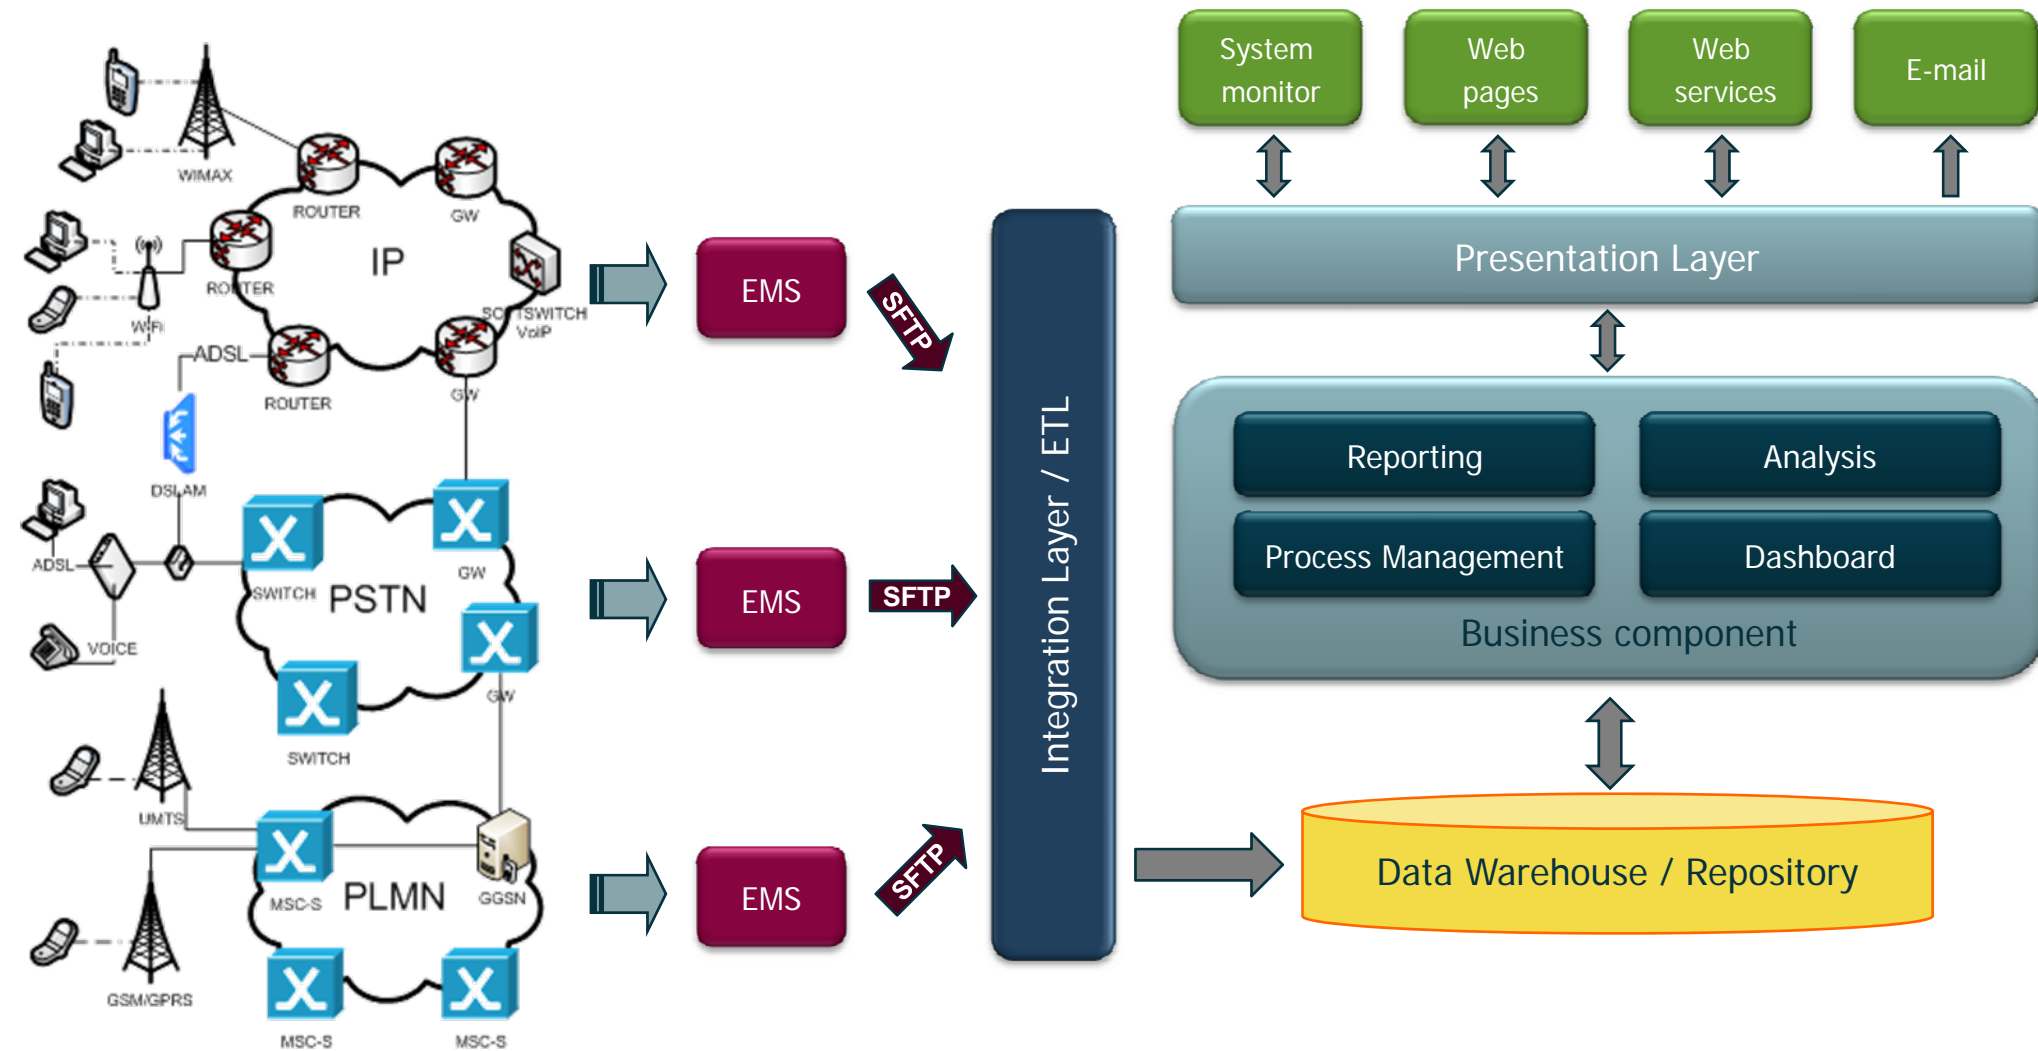 System
monitor
Web
pages
Web
services
E-mail
WIMAX
ROUTER
GW
IP
ROUTER
WiFi
SOFTSWITCH
VoIP
ADSL
ROUTER
GW
DSLAM
ADSL
SWITCH
PSTN
GW
VOICE
GW
SWITCH
UMTS
MSC-S
PLMN
GGSN
GSM/GPRS
MSC-S
MSC-S
EMS
SFTP
EMS
SFTP
EMS
SFTP
Integration Layer / ETL
Presentation Layer
Reporting
Analysis
Process Management
Dashboard
Business component
Data Warehouse / Repository